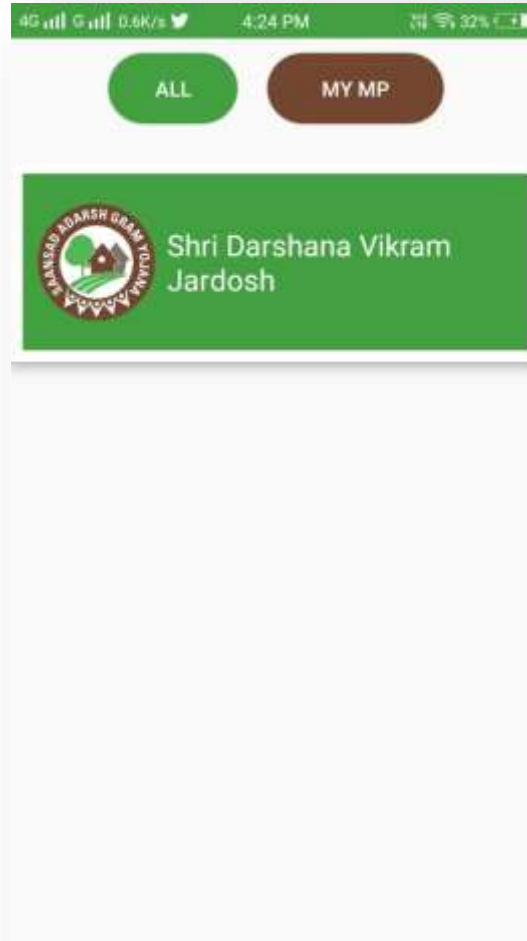 4G G 0.6K/s 4:24 PM 32%
ALL MY MP
SAANSAD ADARSH GRAM YOJANA
Shri Darshana Vikram
Jardosh